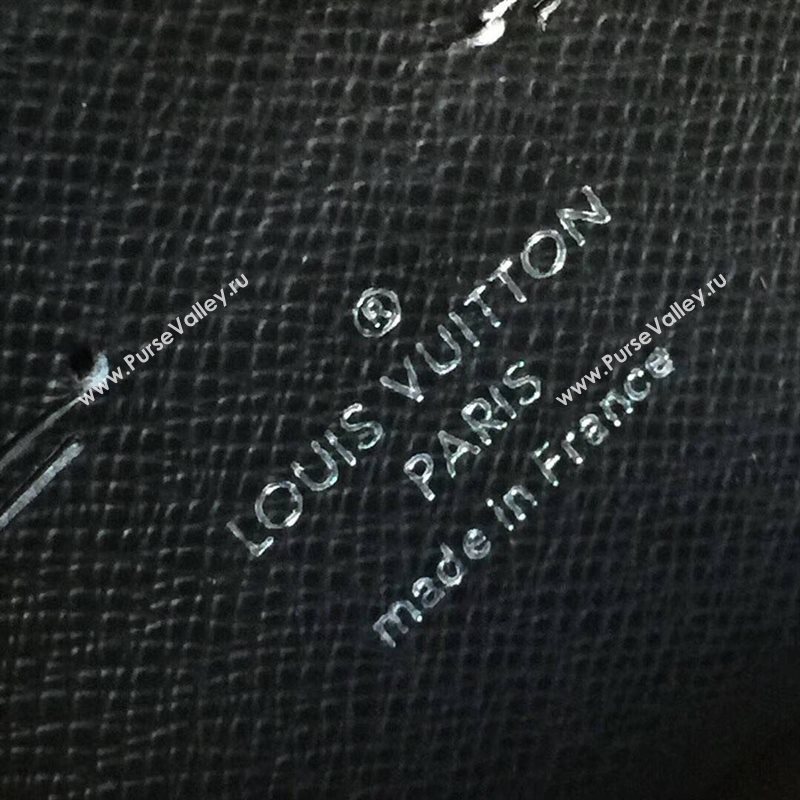 ®
LOUIS VUITTON
PARIS
made in France
www.PurseValley.ru
www.PurseValley.ru